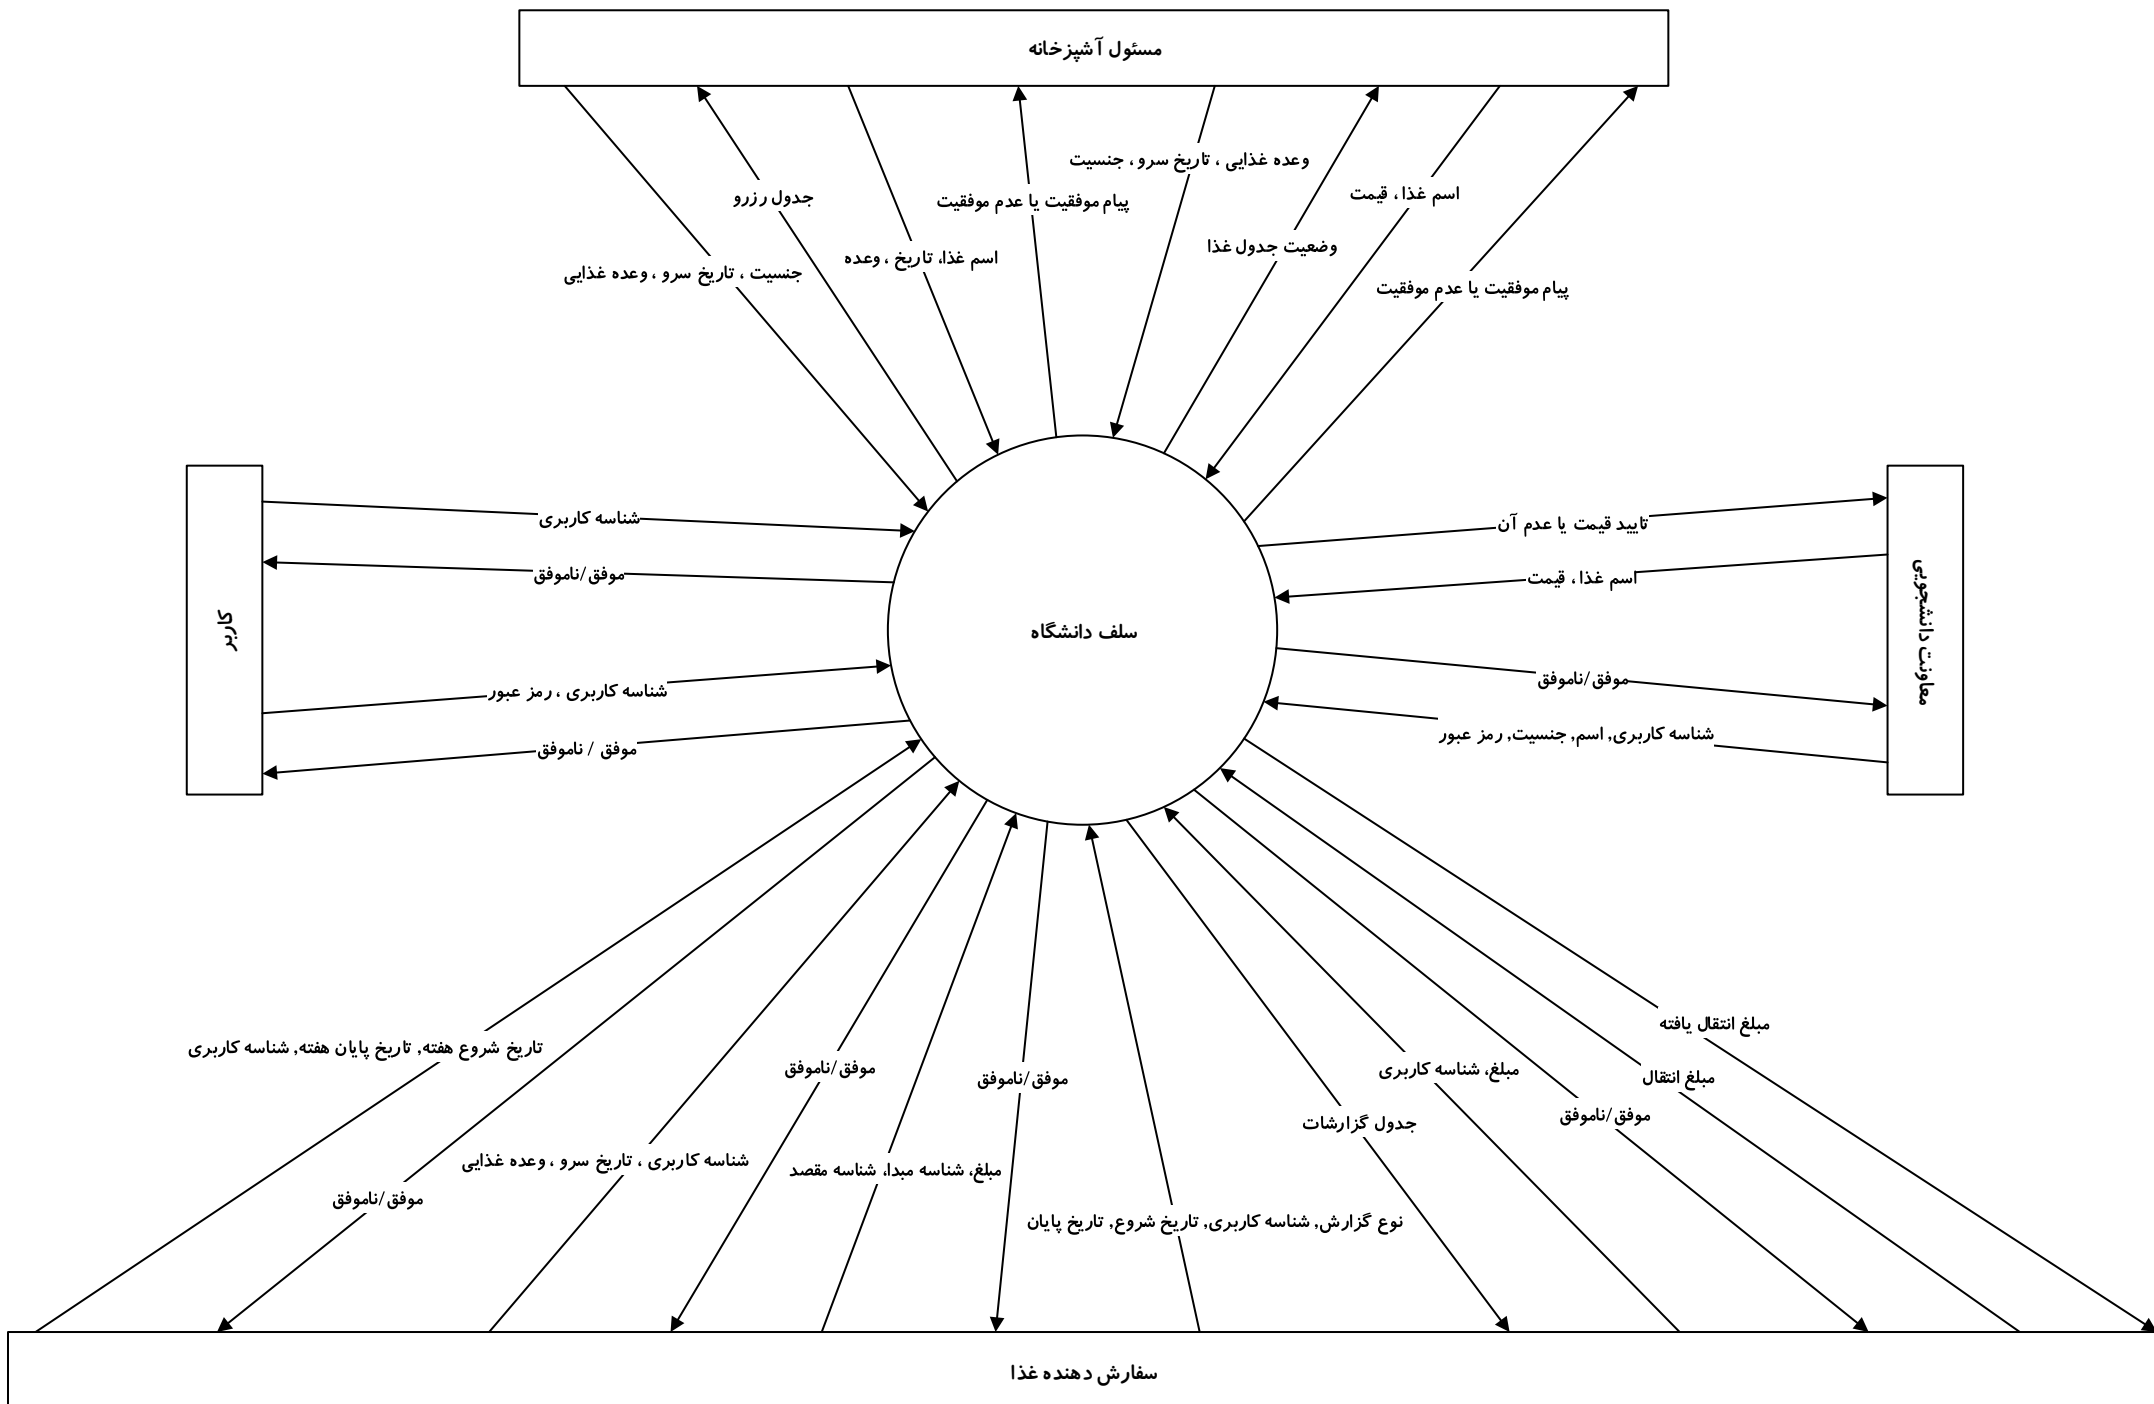 مسئول آشپزخانه
وعده غذایی ، تاریخ سرو ، جنسیت
اسم غذا ، قیمت
پیام موفقیت یا عدم موفقیت
جدول رزرو
وضعیت جدول غذا
اسم غذا، تاریخ ، وعده
جنسیت ، تاریخ سرو ، وعده غذایی
پیام موفقیت یا عدم موفقیت
تایید قیمت یا عدم آن
شناسه کاربری
اسم غذا ، قیمت
موفق/ناموفق
معاونت دانشجویی
سلف دانشگاه
کاربر
موفق/ناموفق
شناسه کاربری ، رمز عبور
شناسه کاربری, اسم, جنسیت, رمز عبور
موفق / ناموفق
مبلغ انتقال یافته
تاریخ شروع هفته, تاریخ پایان هفته, شناسه کاربری
مبلغ انتقال
مبلغ، شناسه کاربری
موفق/ناموفق
موفق/ناموفق
موفق/ناموفق
جدول گزارشات
شناسه کاربری ، تاریخ سرو ، وعده غذایی
مبلغ، شناسه مبدا، شناسه مقصد
موفق/ناموفق
نوع گزارش, شناسه کاربری, تاریخ شروع, تاریخ پایان
سفارش دهنده غذا